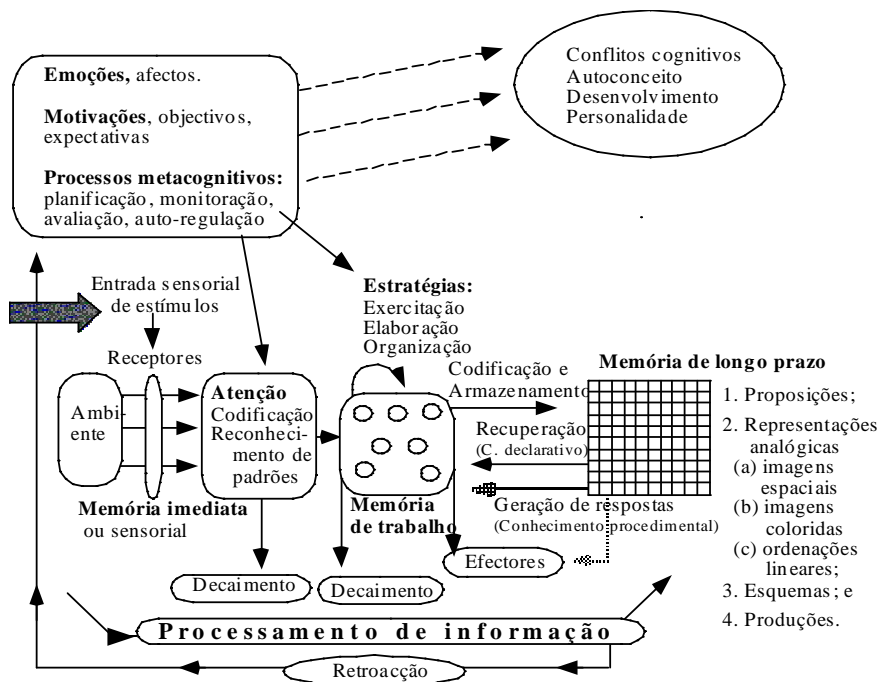 Emoções, afectos.
Motivações, objectivos,
expectativas
Processos metacognitivos:
planificação, monitoração,
avaliação, auto-regulação
Conflitos cognitivos
Autoconceito
Desenvolvimento
Personalidade
Entrada sensorial
de estímulos
Receptores
Estratégias:
Exercitação
Elaboração
Organização
Ambi-
ente
Atenção
Codificação
Reconheci-
mento de
padrões
Memória imediata
ou sensorial
Memória
de trabalho
Codificação e
Armazenamento
Recuperação
(C. declarativo)
Geração de respostas
(Conhecimento procedimental)
Memória de longo prazo
1. Proposições;
2. Representações
analógicas
(a) imagens
espaciais
(b) imagens
coloridas
(c) ordenações
lineares;
3. Esquemas; e
4. Produções.
Decaimento
Decaimento
Efectores
Processamento de informação
Retroacção